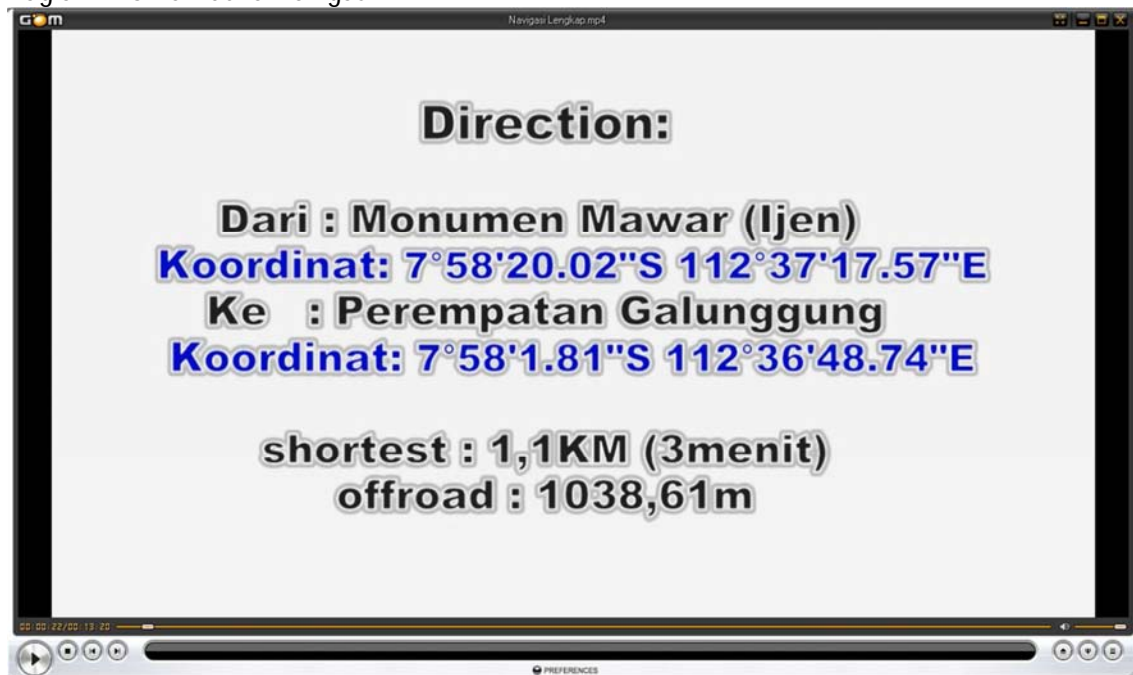 GOM
Navigasi Lengkap.mp4
Direction:
Dari : Monumen Mawar (Ijen)
Koordinat: 7°58'20.02"S 112°37'17.57"E
Ke : Perempatan Galunggung
Koordinat: 7°58'1.81"S 112°36'48.74"E
shortest : 1,1KM (3menit)
offroad : 1038,61m
00:00:22/00:13:20
PREFERENCES